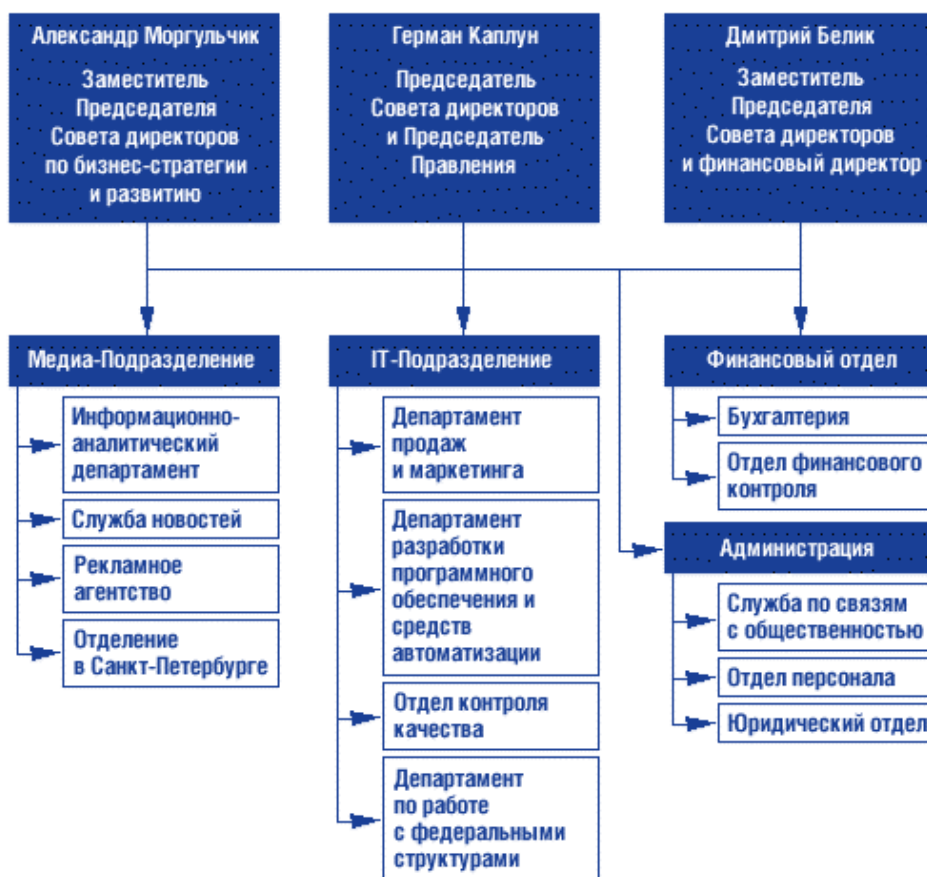 Александр Моргульчик
Заместитель
Председателя
Совета директоров
по бизнес-стратегии
и развитию
Герман Каплун
Председатель
Совета директоров
и Председатель
Правления
Дмитрий Белик
Заместитель
Председателя
Совета директоров
и финансовый директор
Медиа-Подразделение
Информационно-
аналитический
департамент
Служба новостей
Рекламное
агентство
Отделение
в Санкт-Петербурге
IT-Подразделение
Департамент
продаж
и маркетинга
Департамент
разработки
программного
обеспечения и
средств
автоматизации
Отдел контроля
качества
Департамент
по работе
с федеральными
структурами
Финансовый отдел
Бухгалтерия
Отдел финансового
контроля
Администрация
Служба по связям
с общественностью
Отдел персонала
Юридический отдел